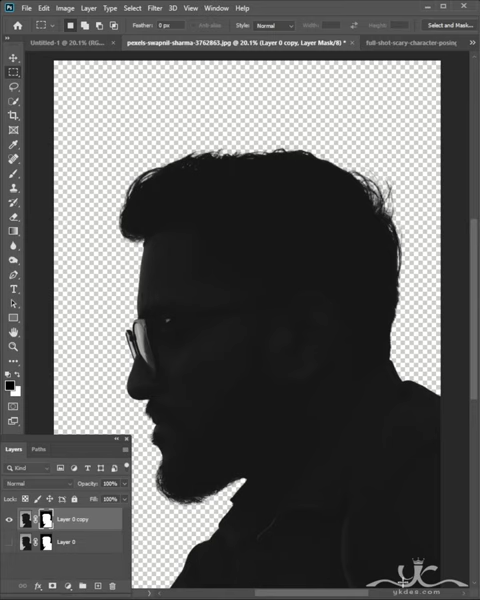 Ps File Edit Image Layer Type Select Filter 3D View Window Help
Feather: 0 px Anti-alias Style: Normal Width: Height: Select and Mask...
Untitled-1 @ 20.1% (RG...
pexels-swapnil-sharma-3762863.jpg @ 20.1% (Layer 0 copy, Layer Mask/8) *
full-shot-scary-character-posing
Layers Paths
Kind
Normal Opacity: 100%
Lock: Fill: 100%
Layer 0 copy
Layer 0
fx
yc
ykdes.com